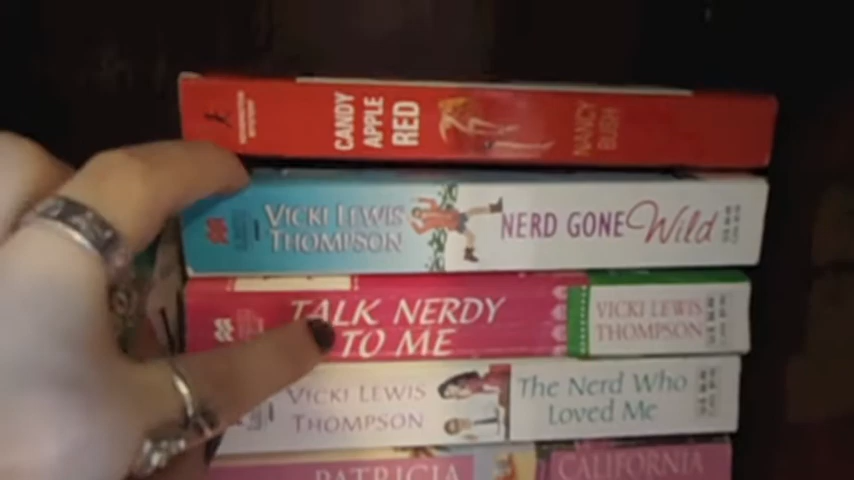 CANDY
APPLE
RED
NANCY
BUSH
VICKI LEWIS
THOMPSON
NERD GONE Wild
TALK NERDY
TO ME
VICKI LEWIS
THOMPSON
VICKI LEWIS
THOMPSON
The Nerd Who
Loved Me
PATRICIA
CALIFORNIA